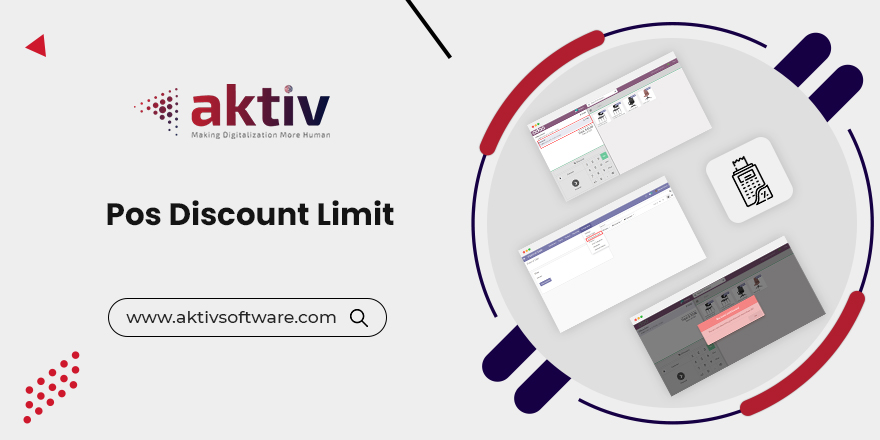 aktiv
Making Digitalization More Human
Pos Discount Limit
www.aktivsoftware.com